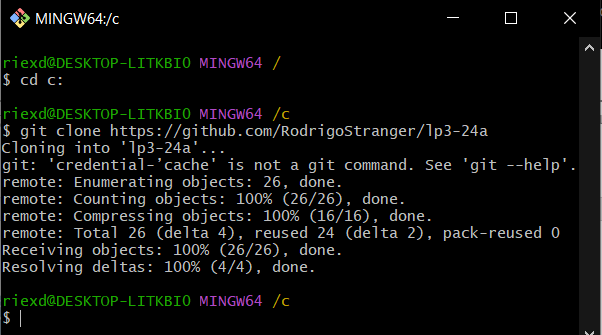 MINGW64:/c
riexd@DESKTOP-LITKBIO MINGW64 /
$ cd c:
riexd@DESKTOP-LITKBIO MINGW64 /c
$ git clone https://github.com/RodrigoStranger/lp3-24a
Cloning into 'lp3-24a'...
git: 'credential-'cache' is not a git command. See 'git --help'.
remote: Enumerating objects: 26, done.
remote: Counting objects: 100% (26/26), done.
remote: Compressing objects: 100% (16/16), done.
remote: Total 26 (delta 4), reused 24 (delta 2), pack-reused 0
Receiving objects: 100% (26/26), done.
Resolving deltas: 100% (4/4), done.
riexd@DESKTOP-LITKBIO MINGW64 /c
$